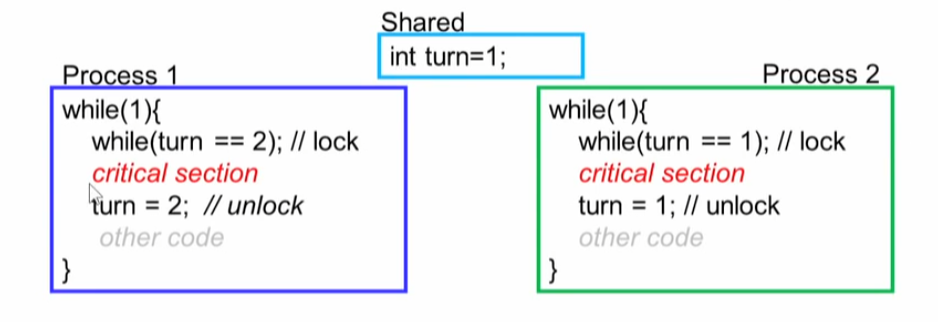 Shared
int turn=1;
Process 1
while(1){
while(turn == 2); // lock
critical section
turn = 2; // unlock
other code
}
Process 2
while(1){
while(turn == 1); // lock
critical section
turn = 1; // unlock
other code
}